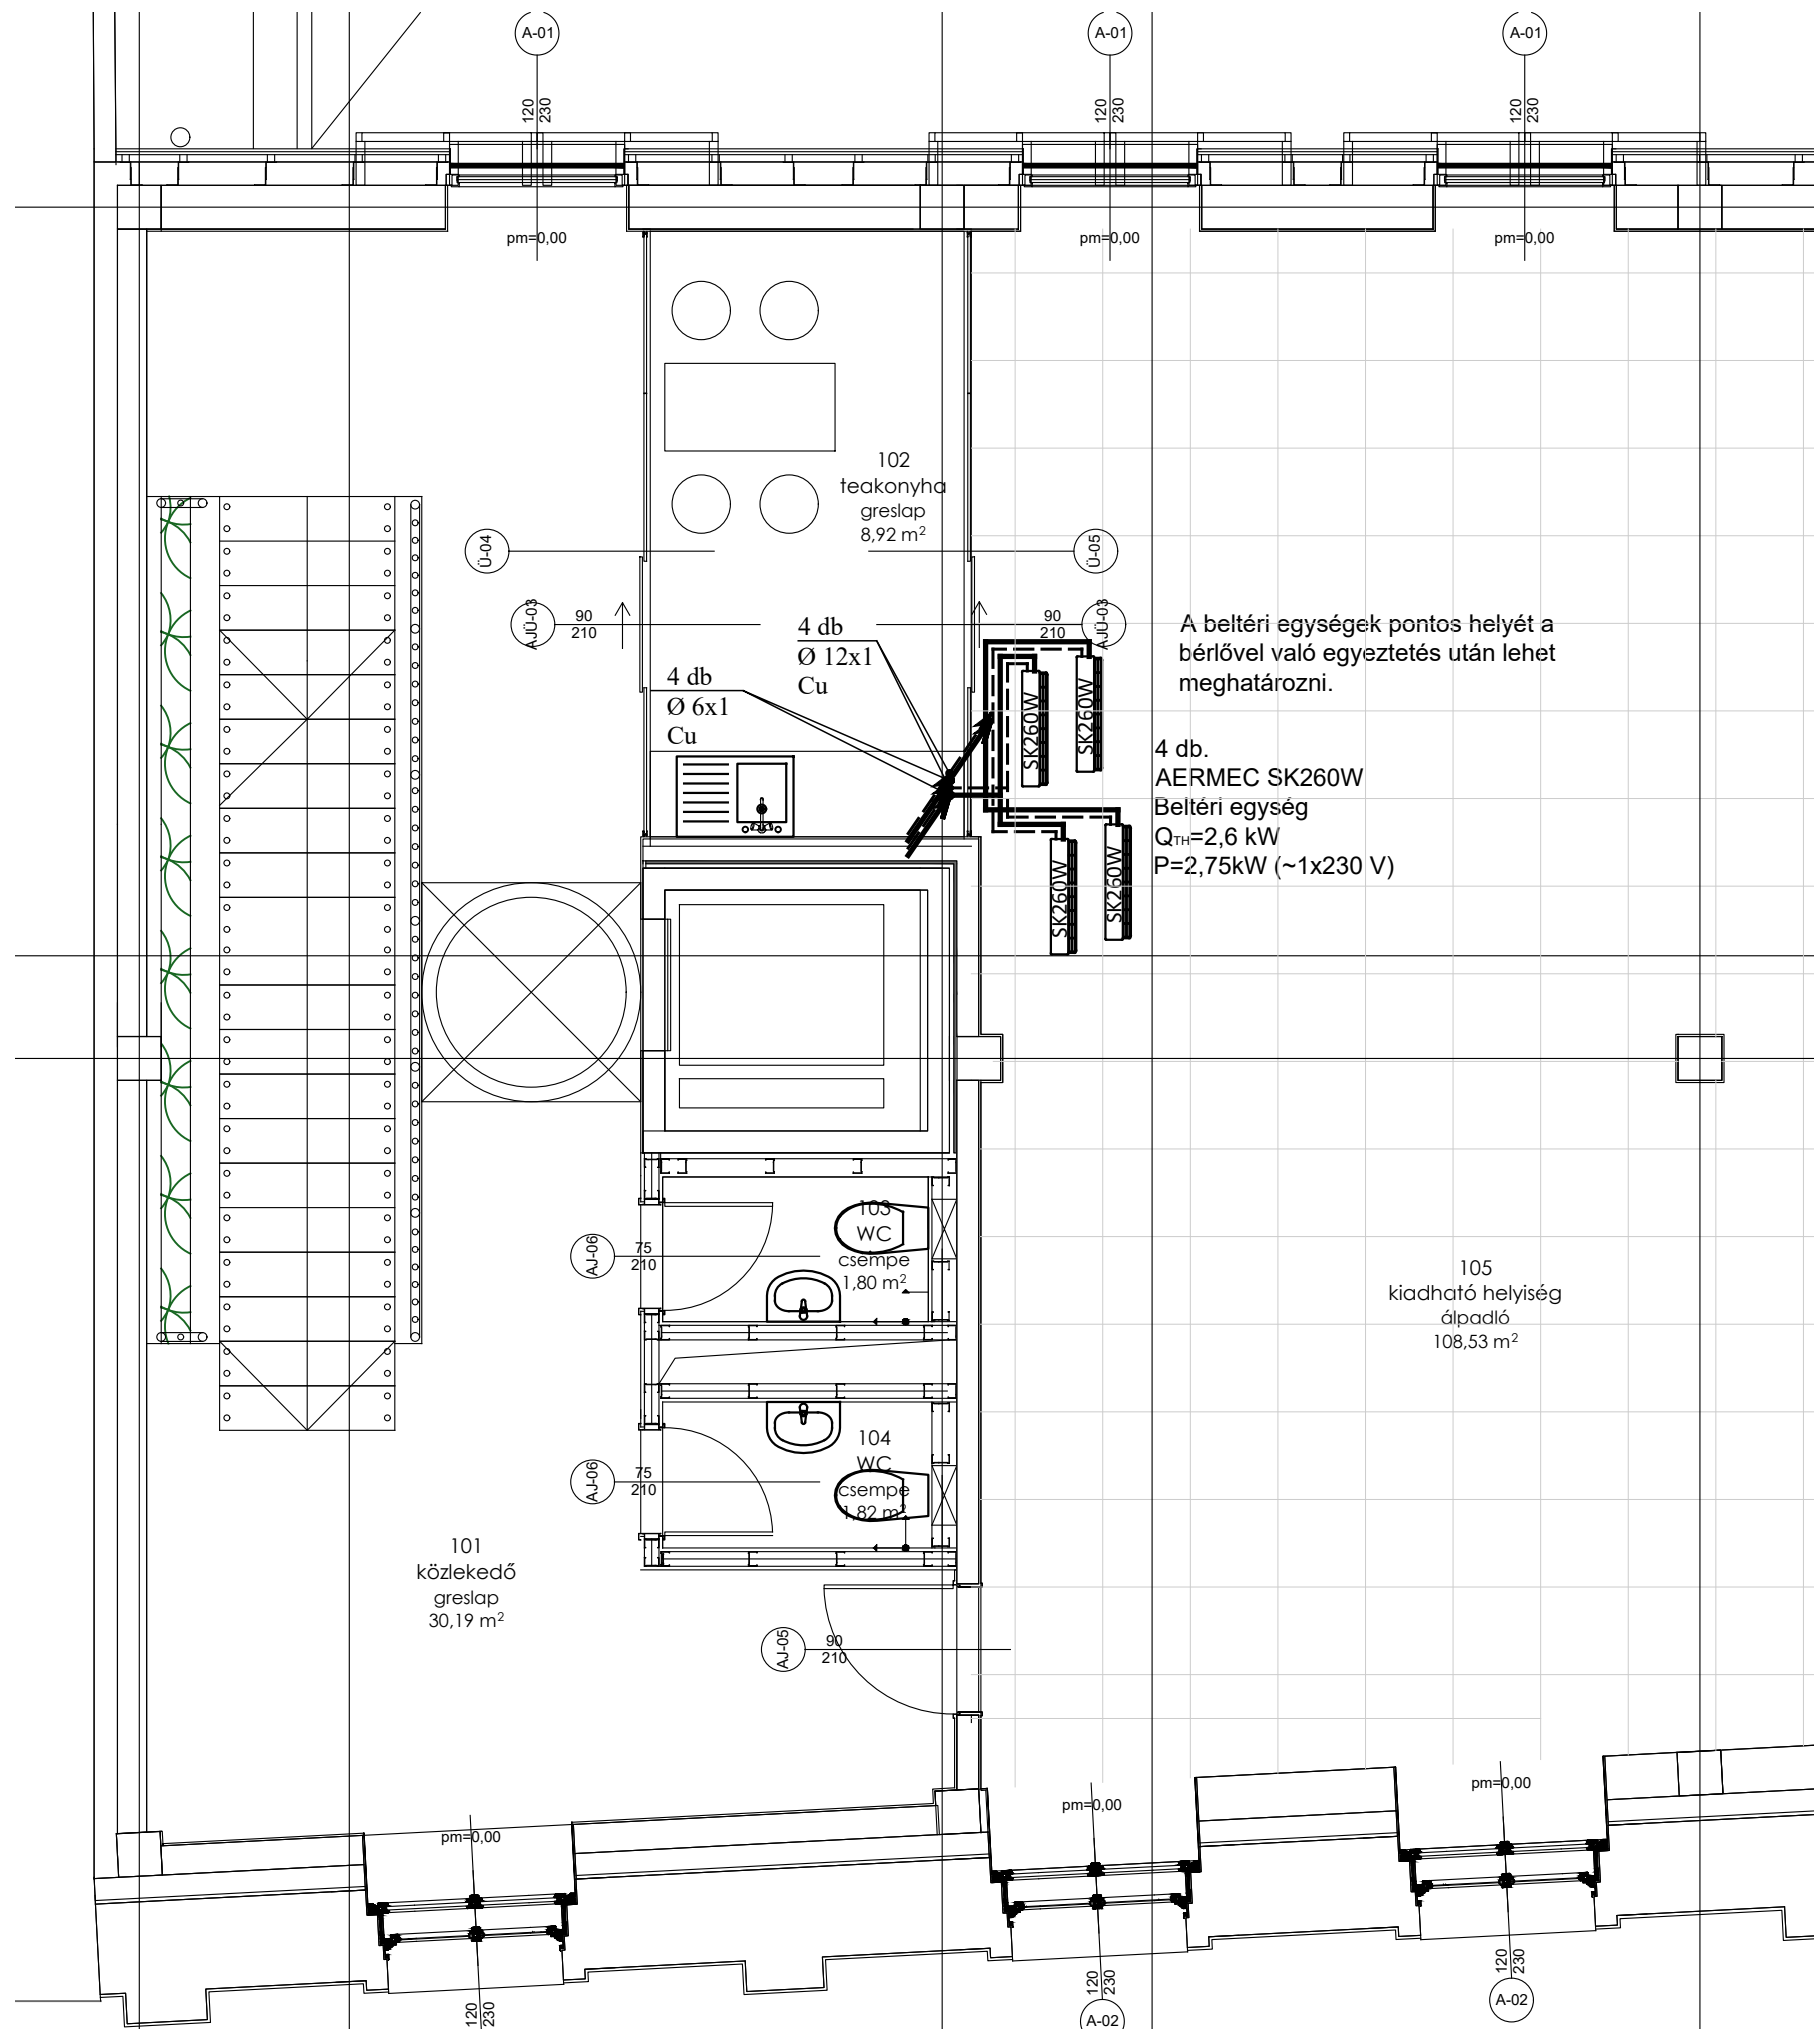 A-01
A-01
A-01
120
230
120
230
120
230
pm=0,00
pm=0,00
pm=0,00
102
teakonyha
greslap
8,92 m²
Ü-04
Ü-05
AJÜ-03
90
210
90
210
AJÜ-03
4 db
Ø 12x1
Cu
4 db
Ø 6x1
Cu
A beltéri egységek pontos helyét a
bérlővel való egyeztetés után lehet
meghatározni.
SK260W
SK260W
SK260W
SK260W
4 db.
AERMEC SK260W
Beltéri egység
QTH=2,6 kW
P=2,75kW (~1x230 V)
103
WC
csempe
1,80 m²
AJ-06
75
210
105
kiadható helyiség
álpadló
108,53 m²
104
WC
csempe
1,82 m²
AJ-06
75
210
101
közlekedő
greslap
30,19 m²
AJ-05
90
210
pm=0,00
pm=0,00
pm=0,00
120
230
120
230
120
230
A-02
A-02